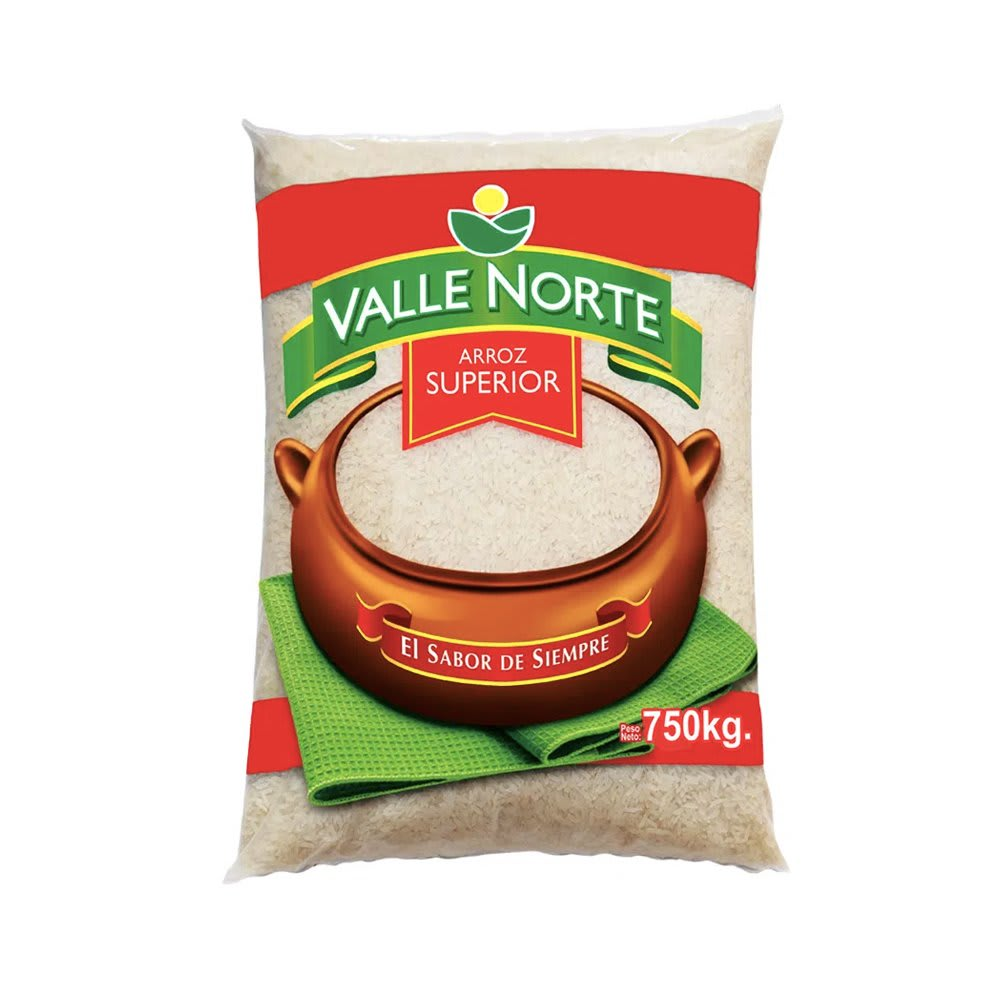 VALLE NORTE
ARROZ
SUPERIOR
El SABOR DE SIEMPRE
Peso
Neto: 750kg.